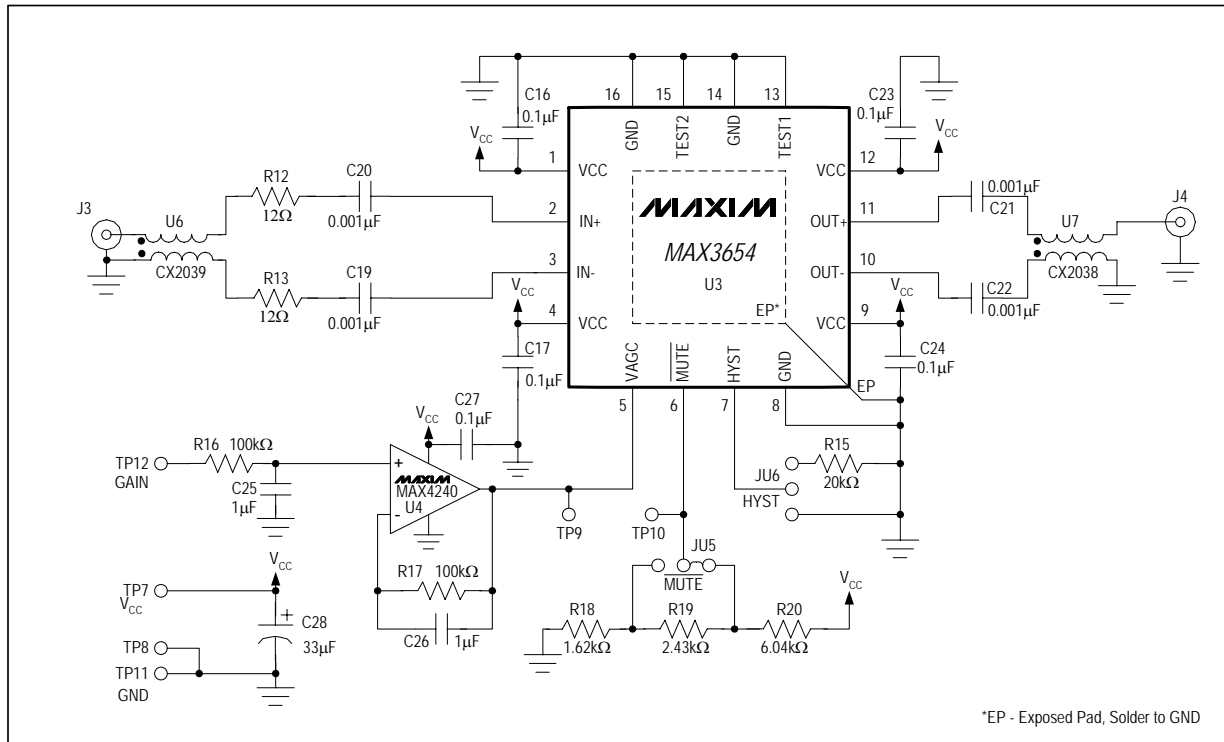 C16
0.1µF
16
15
14
13
C23
0.1µF
GND
TEST2
GND
TEST1
VCC
VCC
1
VCC
VCC
12
J3
U6
R12
12Ω
C20
0.001µF
2
IN+
MAXIM
MAX3654
U3
OUT+
11
0.001µF
C21
U7
J4
CX2039
R13
12Ω
C19
0.001µF
3
IN-
OUT-
10
CX2038
C22
0.001µF
VCC
4
VCC
EP*
VCC
9
VCC
C17
0.1µF
VAGC
MUTE
HYST
GND
EP
C24
0.1µF
5
6
7
8
VCC
C27
0.1µF
R16
100kΩ
TP12
GAIN
C25
1µF
+
MAXIM
MAX4240
U4
-
TP9
TP10
JU6
HYST
R15
20kΩ
JU5
MUTE
R17
100kΩ
C26
1µF
TP7
VCC
VCC
+
C28
33µF
TP8
TP11
GND
R18
1.62kΩ
R19
2.43kΩ
R20
6.04kΩ
VCC
*EP - Exposed Pad, Solder to GND